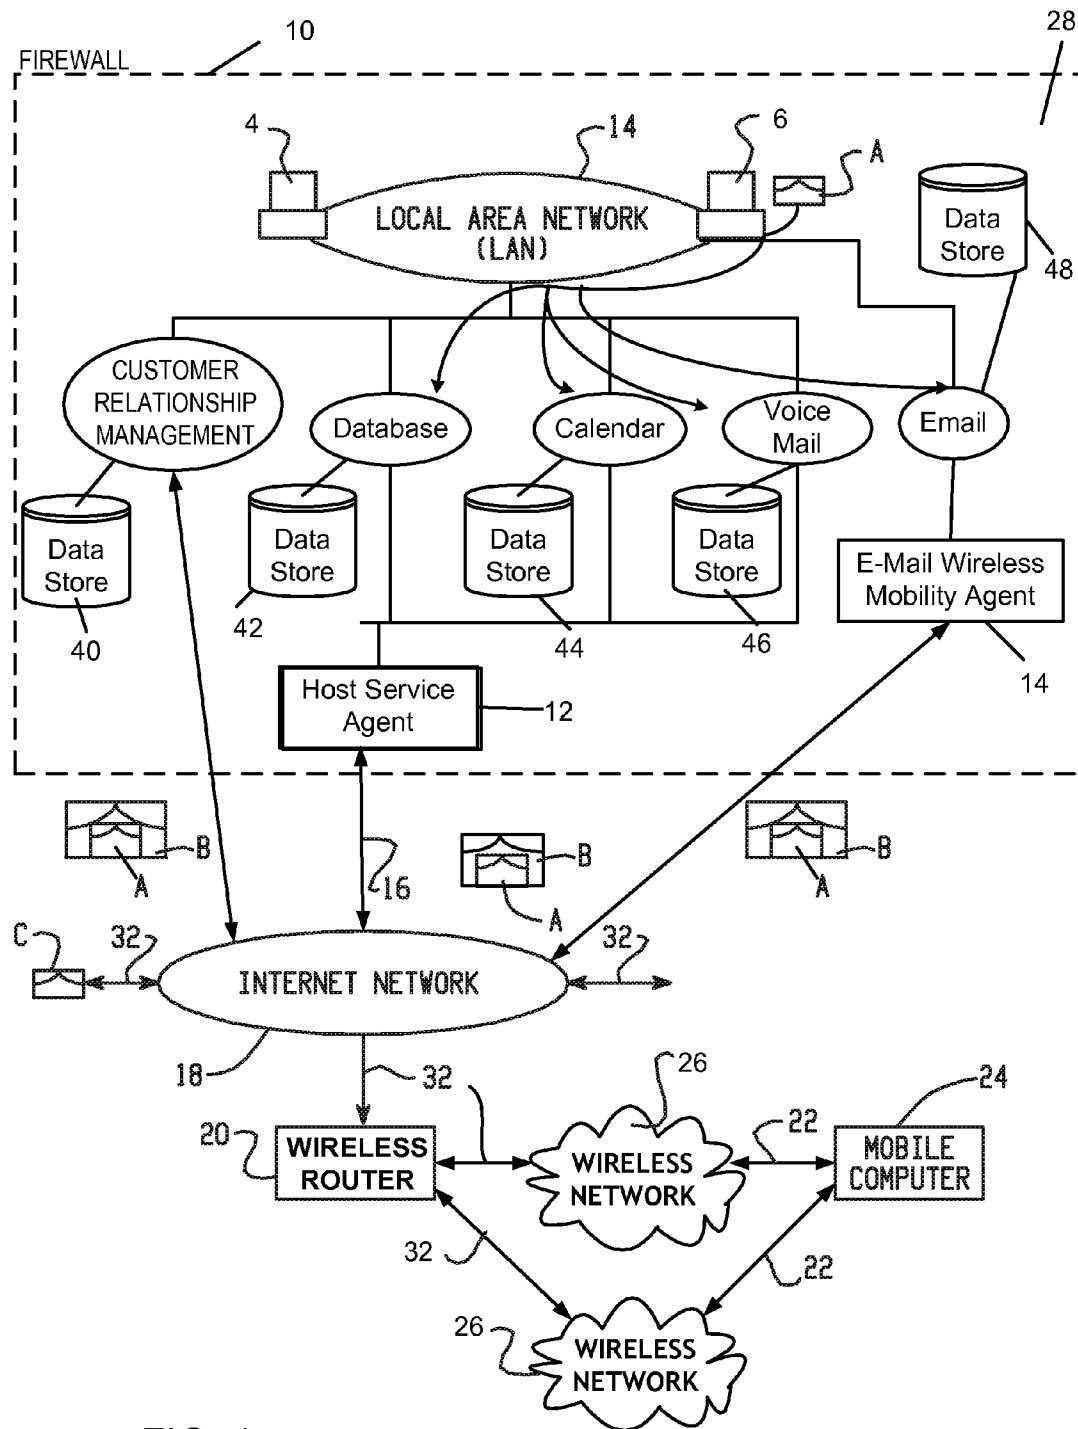 10
28
FIREWALL
4
14
6
A
LOCAL AREA NETWORK
(LAN)
Data
Store
48
CUSTOMER
RELATIONSHIP
MANAGEMENT
Database
Calendar
Voice
Mail
Email
Data
Store
40
Data
Store
42
Data
Store
44
Data
Store
46
E-Mail Wireless
Mobility Agent
14
Host Service
Agent
12
B
A
16
B
A
B
A
C
32
INTERNET NETWORK
32
18
32
26
24
20
WIRELESS
ROUTER
WIRELESS
NETWORK
22
MOBILE
COMPUTER
32
22
26
WIRELESS
NETWORK